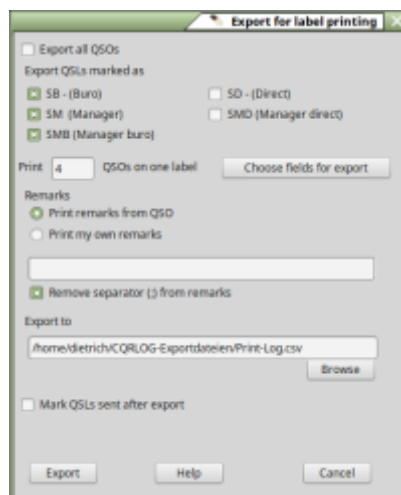 Export for label printing
Export all QSOs
Export QSLs marked as
SB - (Buro) SD - (Direct)
SM (Manager) SMD (Manager direct)
SMB (Manager buro)
Print 4 QSOs on one label Choose fields for export
Remarks
Print remarks from QSO
Print my own remarks
Remove separator (;) from remarks
Export to
/home/dietrich/CQRLOG-Exportdateien/Print-Log.csv
Browse
Mark QSLs sent after export
Export Help Cancel